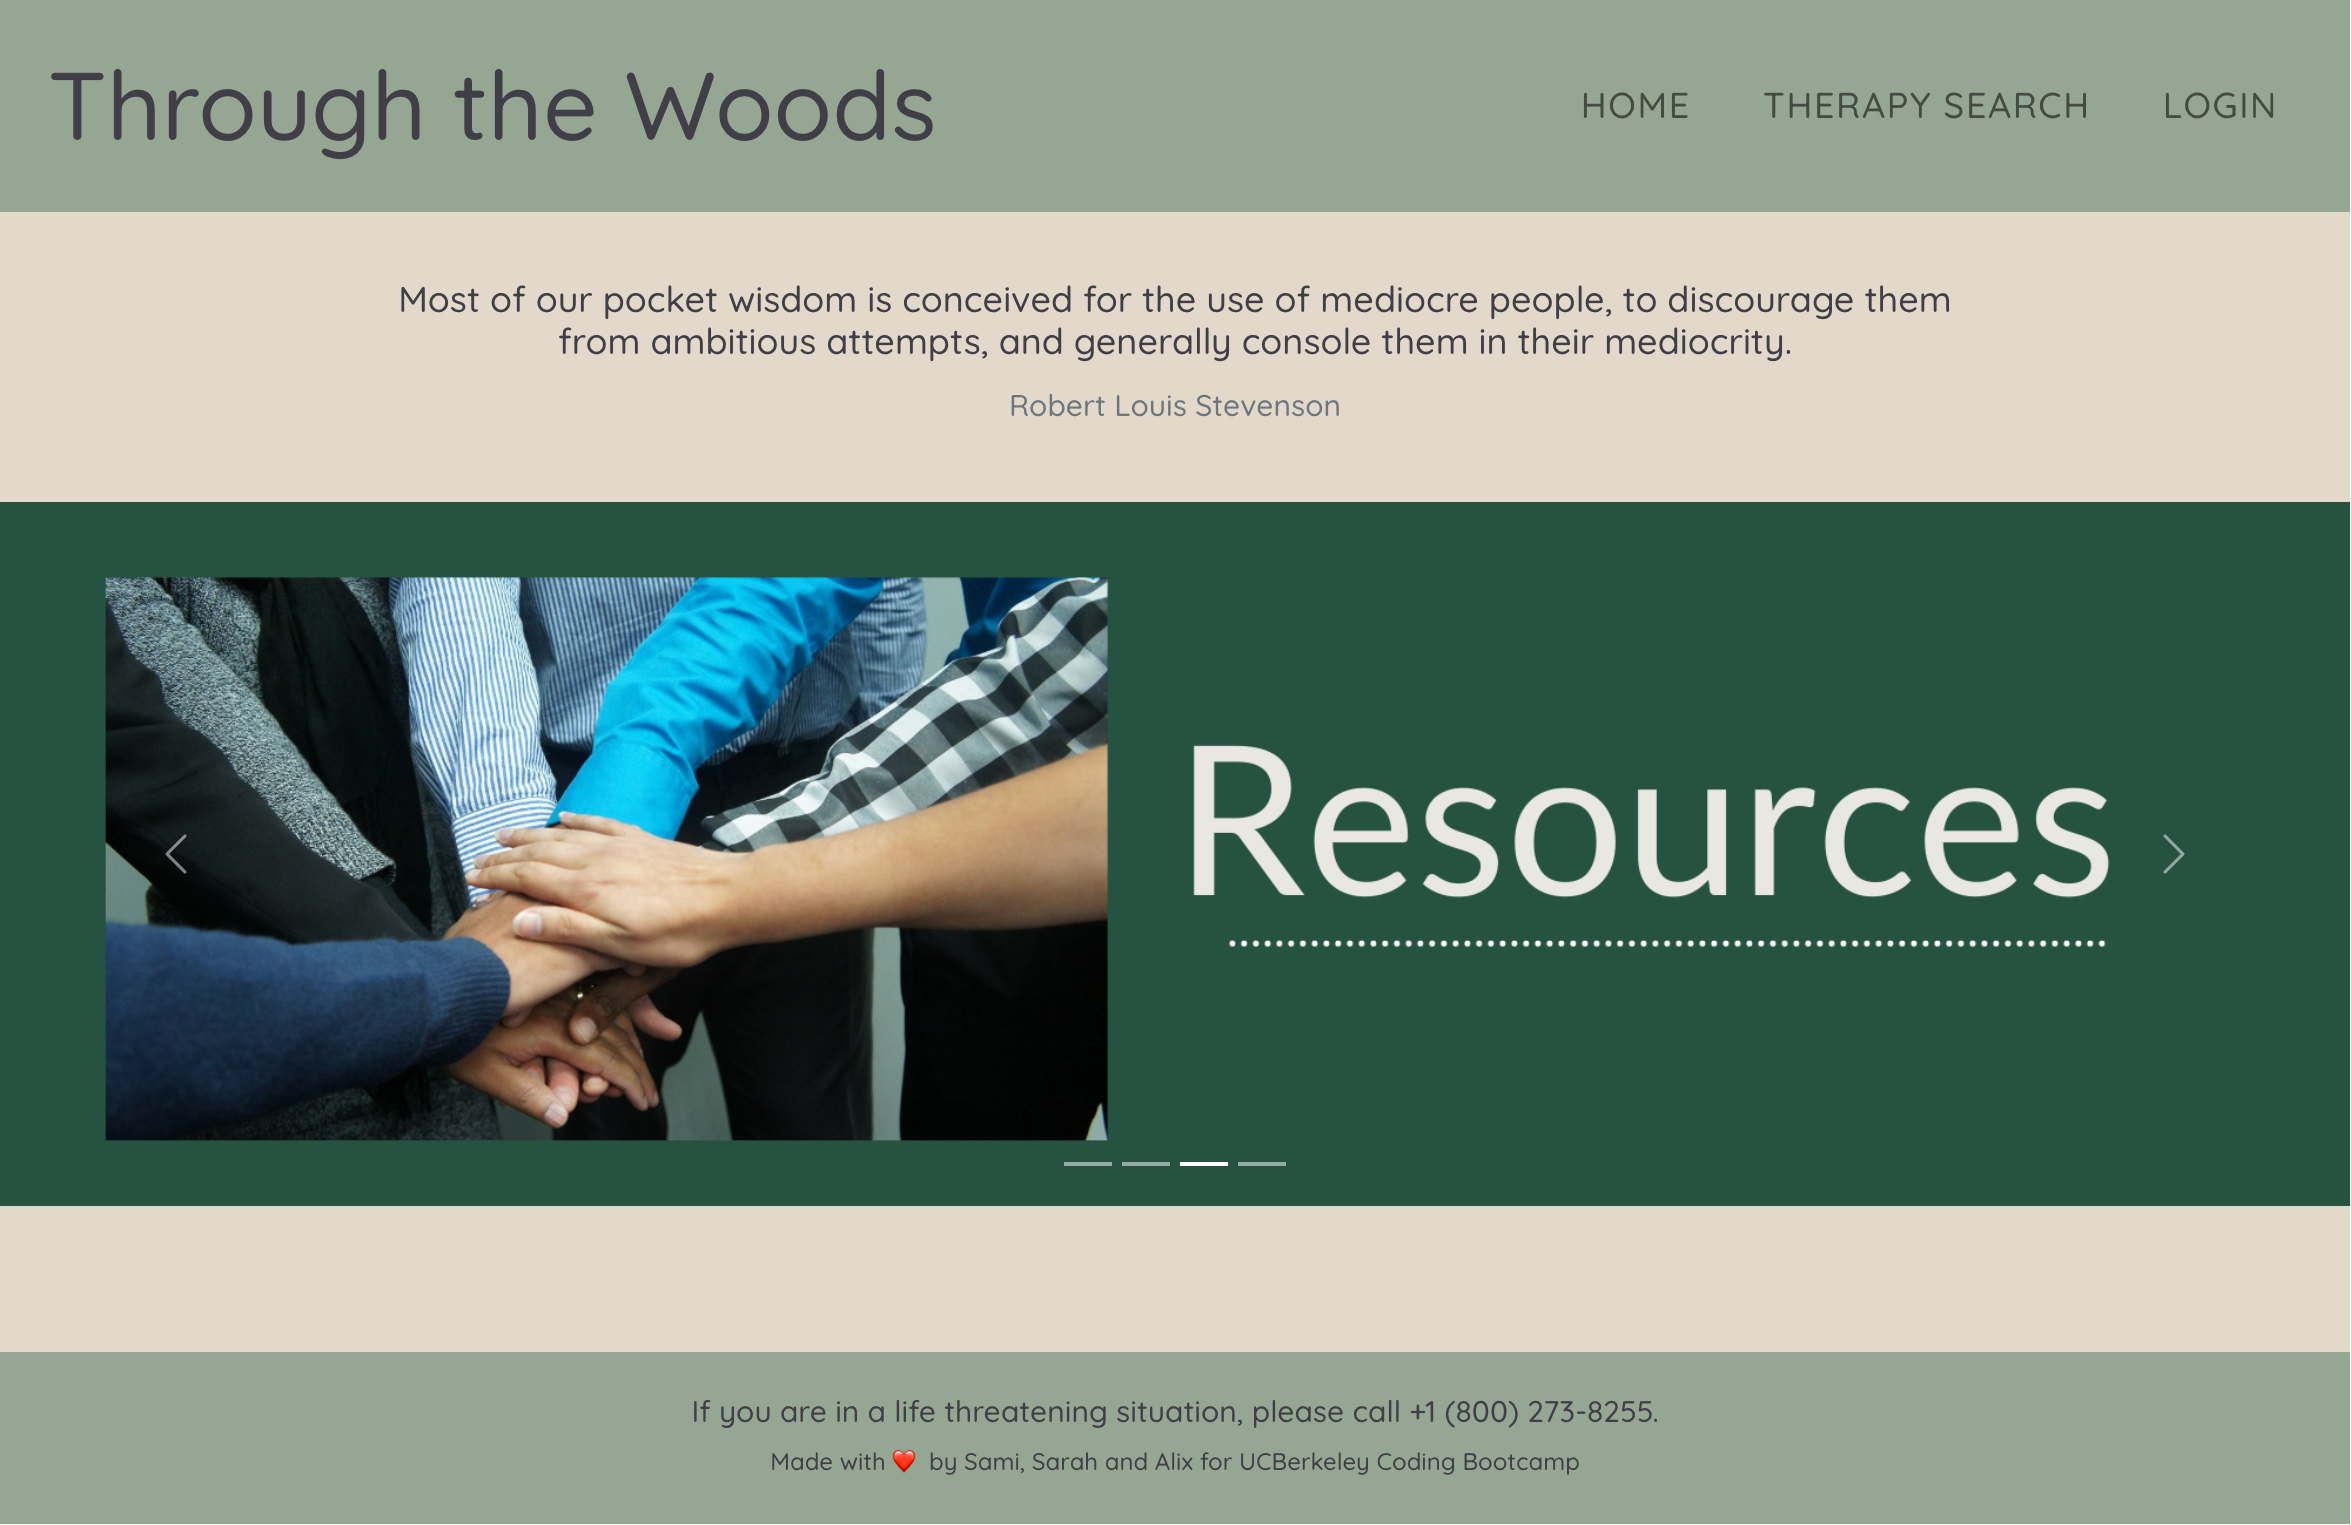 Through the Woods
HOME
THERAPY SEARCH
LOGIN
Most of our pocket wisdom is conceived for the use of mediocre people, to discourage them
from ambitious attempts, and generally console them in their mediocrity.
Robert Louis Stevenson
Resources
If you are in a life threatening situation, please call +1 (800) 273-8255.
Made with ❤️ by Sami, Sarah and Alix for UCBerkeley Coding Bootcamp